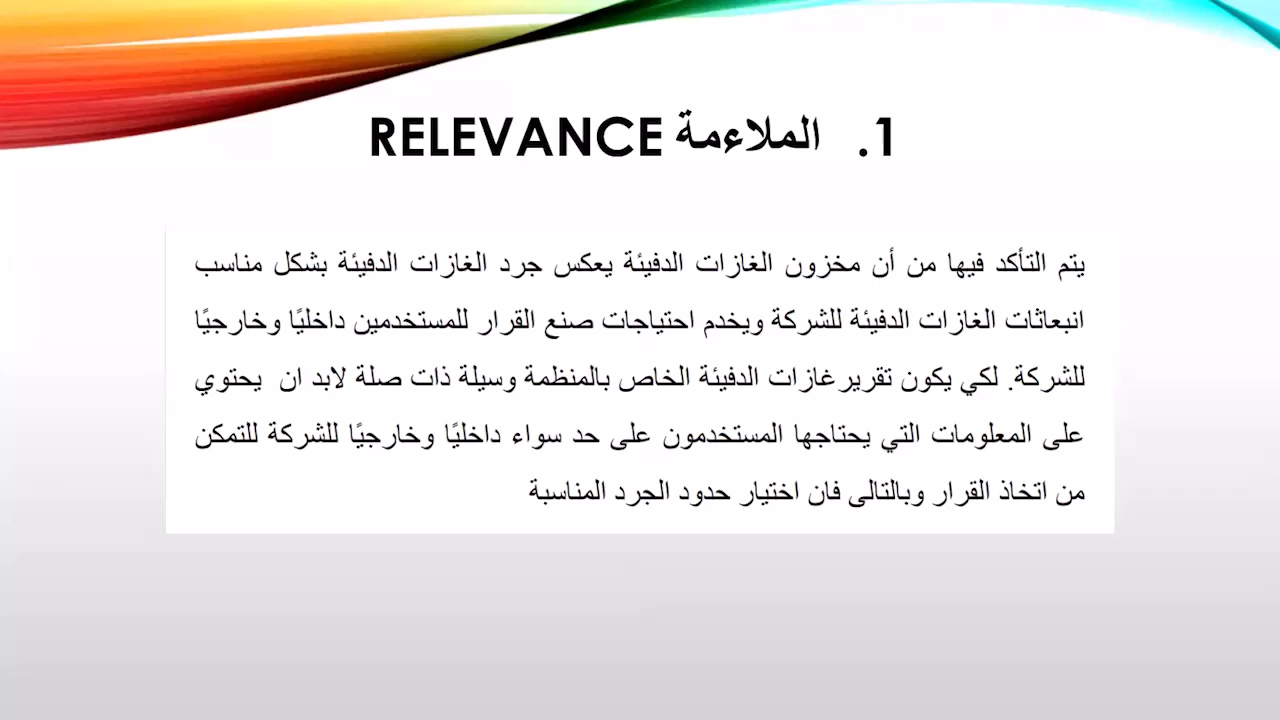 1. الملاءمة RELEVANCE
يتم التأكد فيها من أن مخزون الغازات الدفيئة يعكس جرد الغازات الدفيئة بشكل مناسب
انبعاثات الغازات الدفيئة للشركة ويخدم احتياجات صنع القرار للمستخدمين داخليًا وخارجيًا
للشركة. لكي يكون تقريرغازات الدفيئة الخاص بالمنظمة وسيلة ذات صلة لابد ان يحتوي
على المعلومات التي يحتاجها المستخدمون على حد سواء داخليًا وخارجيًا للشركة للتمكن
من اتخاذ القرار وبالتالى فان اختيار حدود الجرد المناسبة